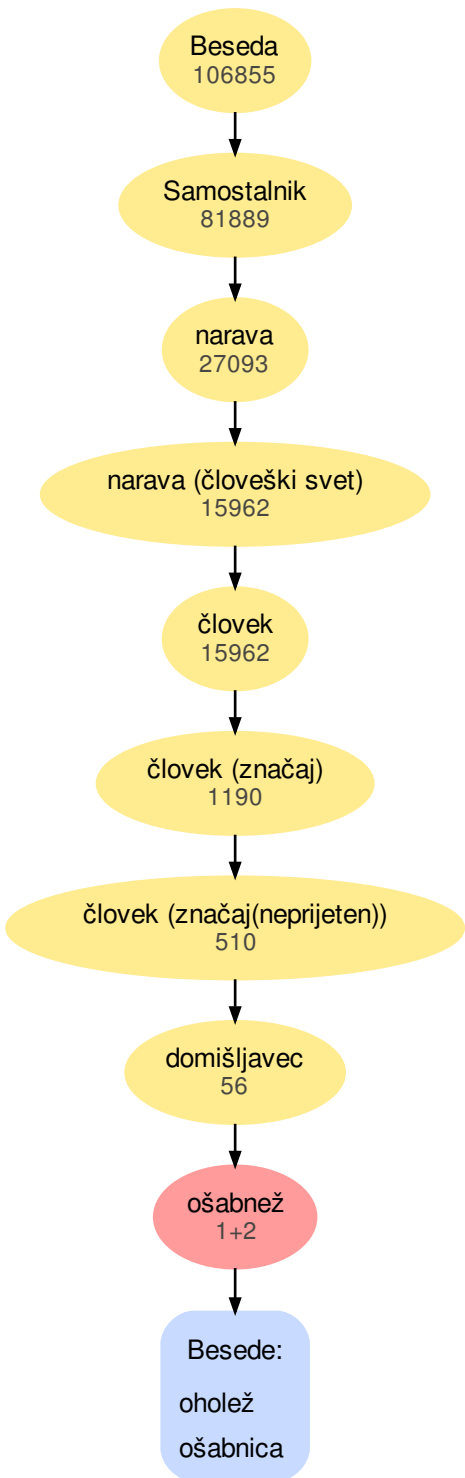 Beseda
106855
Samostalnik
81889
narava
27093
narava (človeški svet)
15962
človek
15962
človek (značaj)
1190
človek (značaj(neprijeten))
510
domišljavec
56
ošabnež
1+2
Besede:
oholež
ošabnica